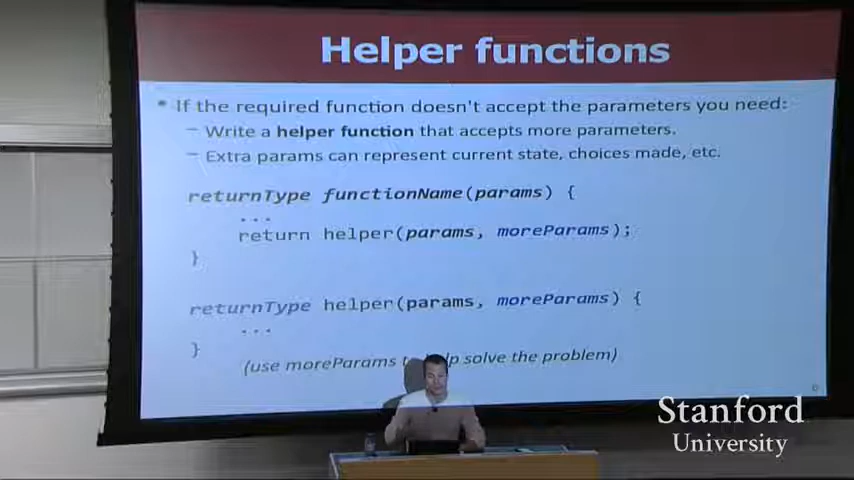 Helper functions
• If the required function doesn't accept the parameters you need:
– Write a helper function that accepts more parameters.
– Extra params can represent current state, choices made, etc.
returnType functionName(params) {
...
return helper(params, moreParams);
}
returnType helper(params, moreParams) {
...
}
(use moreParams solve the problem)
Stanford
University